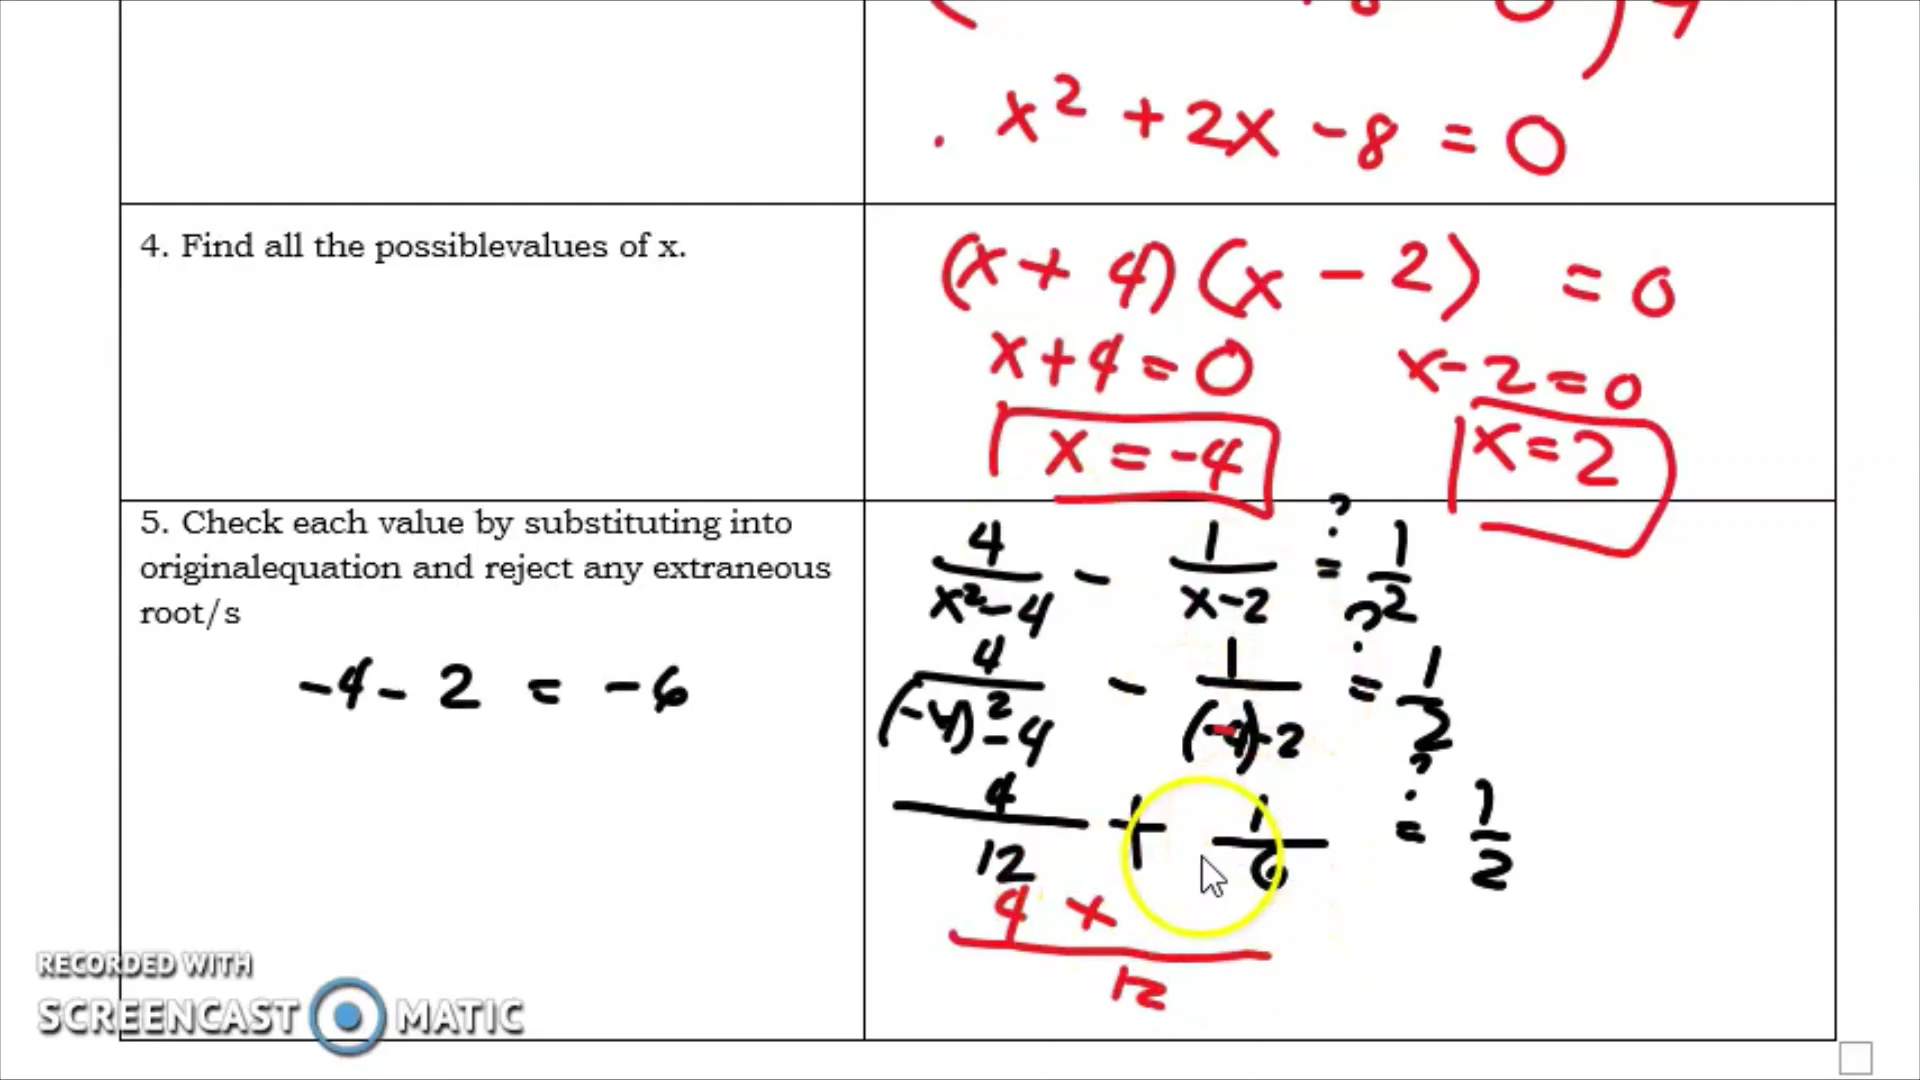 x² + 2x - 8 = 0
4. Find all the possiblevalues of x.
(x + 4) (x - 2) = 0
x + 4 = 0 x - 2 = 0
x = -4 x = 2
5. Check each value by substituting into
originalequation and reject any extraneous
root/s
4/(x² - 4) - 1/(x - 2) =? 1/2
4/((-4)² - 4) - 1/((-4) - 2) =? 1/2
-4 - 2 = -6
4/12 + 1/6 =? 1/2
4 +
12
RECORDED WITH
SCREENCAST MATIC